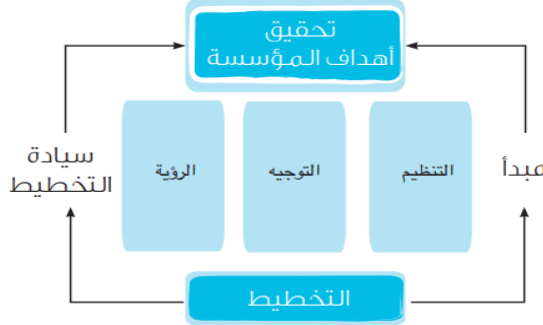 تحقيق
أهداف المؤسسة
مبدأ
التنظيم
التوجيه
الرؤية
سيادة
التخطيط
التخطيط